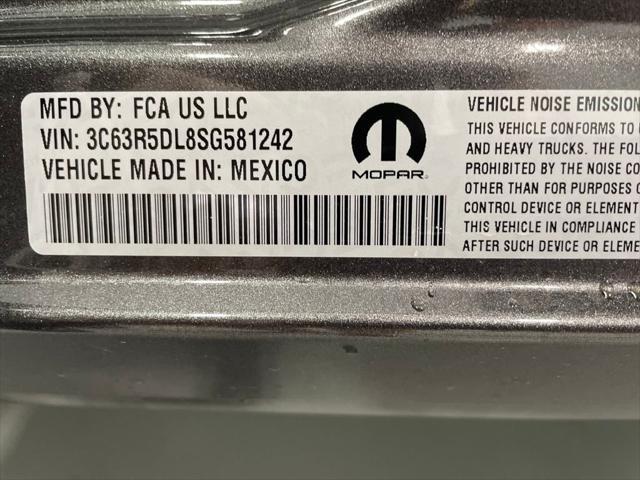 MFD BY: FCA US LLC
VIN: 3C63R5DL8SG581242
VEHICLE MADE IN: MEXICO
MOPAR
VEHICLE NOISE EMISSION
THIS VEHICLE CONFORMS TO
AND HEAVY TRUCKS. THE FOL
PROHIBITED BY THE NOISE CO
OTHER THAN FOR PURPOSES O
CONTROL DEVICE OR ELEMENT
THIS VEHICLE IN COMPLIANCE
AFTER SUCH DEVICE OR ELEME